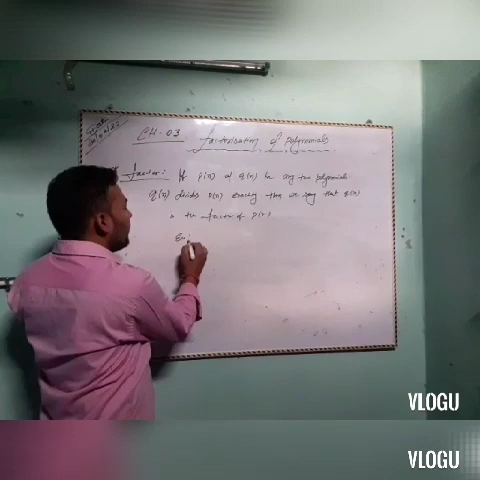 CH-03 Factorisation of Polynomials
Factor: If p(x) & q(x) be any two polynomials
q(x) divides p(x) exactly then we say that q(x)
is the factor of p(x)
Ex:
VLOGU
VLOGU